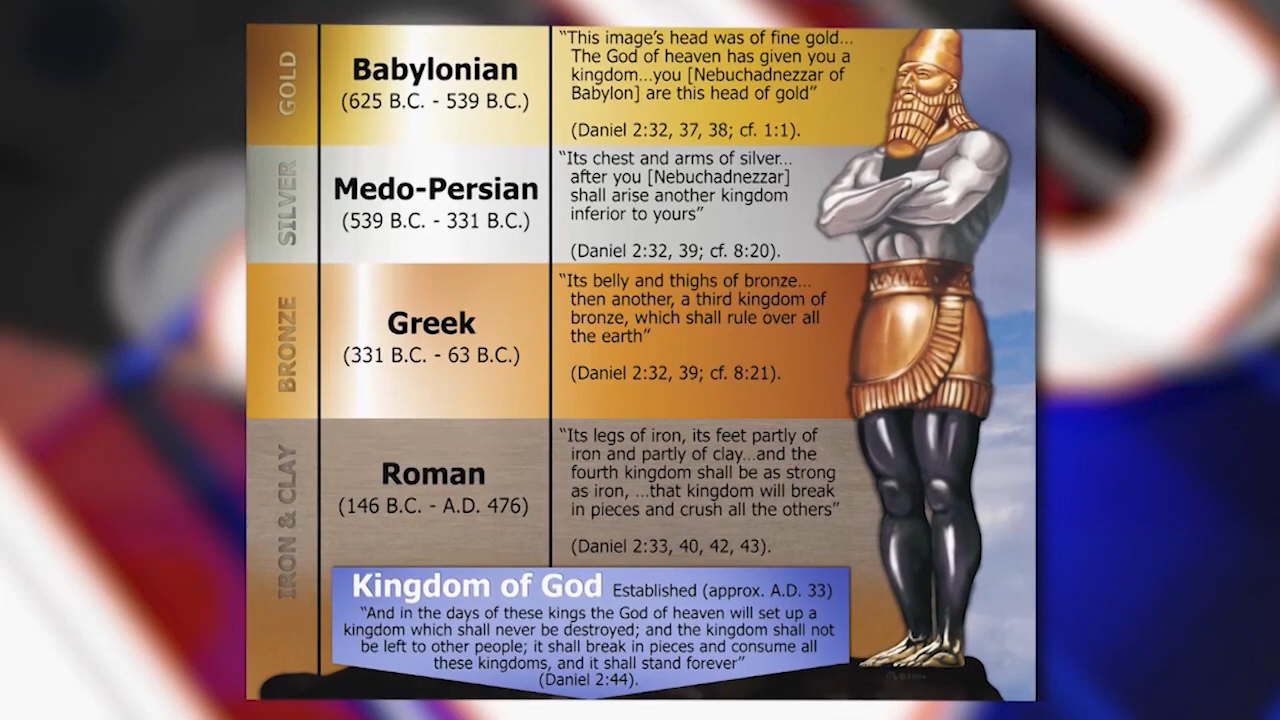 GOLD
Babylonian
(625 B.C. - 539 B.C.)
“This image’s head was of fine gold...
The God of heaven has given you a
kingdom...you [Nebuchadnezzar of
Babylon] are this head of gold”
(Daniel 2:32, 37, 38; cf. 1:1).
SILVER
Medo-Persian
(539 B.C. - 331 B.C.)
“Its chest and arms of silver...
after you [Nebuchadnezzar]
shall arise another kingdom
inferior to yours”
(Daniel 2:32, 39; cf. 8:20).
BRONZE
Greek
(331 B.C. - 63 B.C.)
“Its belly and thighs of bronze...
then another, a third kingdom of
bronze, which shall rule over all
the earth”
(Daniel 2:32, 39; cf. 8:21).
IRON & CLAY
Roman
(146 B.C. - A.D. 476)
“Its legs of iron, its feet partly of
iron and partly of clay...and the
fourth kingdom shall be as strong
as iron, ...that kingdom will break
in pieces and crush all the others”
(Daniel 2:33, 40, 42, 43).
Kingdom of God Established (approx. A.D. 33)
“And in the days of these kings the God of heaven will set up a
kingdom which shall never be destroyed; and the kingdom shall not
be left to other people; it shall break in pieces and consume all
these kingdoms, and it shall stand forever”
(Daniel 2:44).